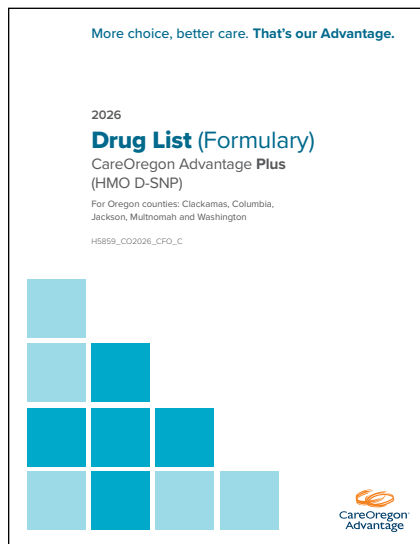 More choice, better care. That's our Advantage.
2026
Drug List (Formulary)
CareOregon Advantage Plus
(HMO D-SNP)
For Oregon counties: Clackamas, Columbia,
Jackson, Multnomah and Washington
H5859_CO2026_CFO_C
CareOregon®
Advantage